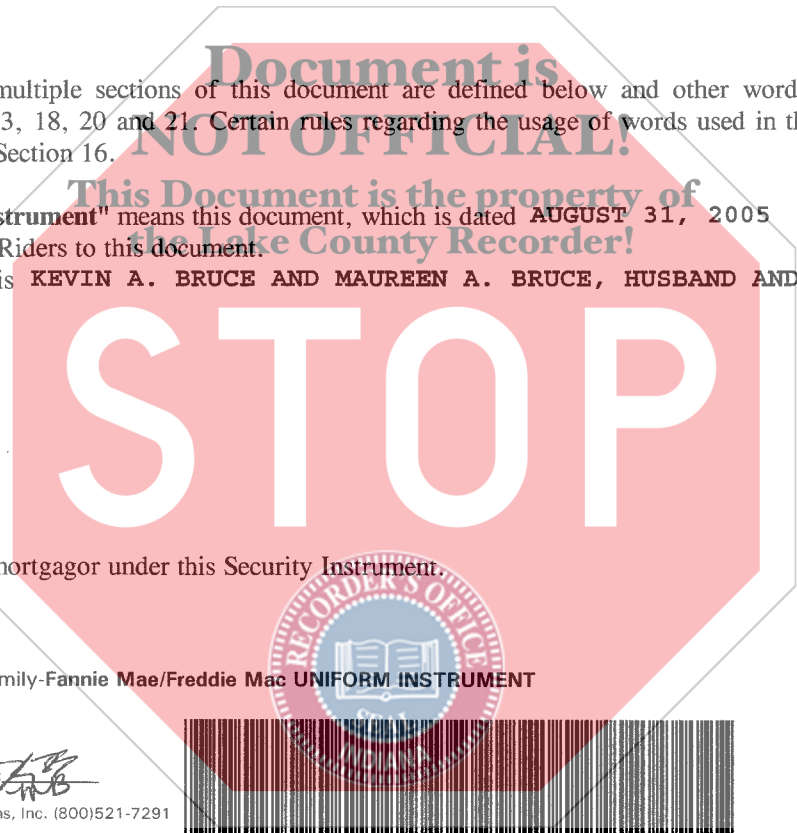 Document is
multiple sections of this document are defined below and other word
3, 18, 20 and 21. Certain rules regarding the usage of words used in th
NOT OFFICIAL!
Section 16.
This Document is the property of
strument" means this document, which is dated AUGUST 31, 2005
the Lake County Recorder!
Riders to this document.
is KEVIN A. BRUCE AND MAUREEN A. BRUCE, HUSBAND AND
STOP
mortgagor under this Security Instrument.
RECORDER'S OFFICE
mily-Fannie Mae/Freddie Mac UNIFORM INSTRUMENT
SEAL
INDIANA
as, Inc. (800)521-7291